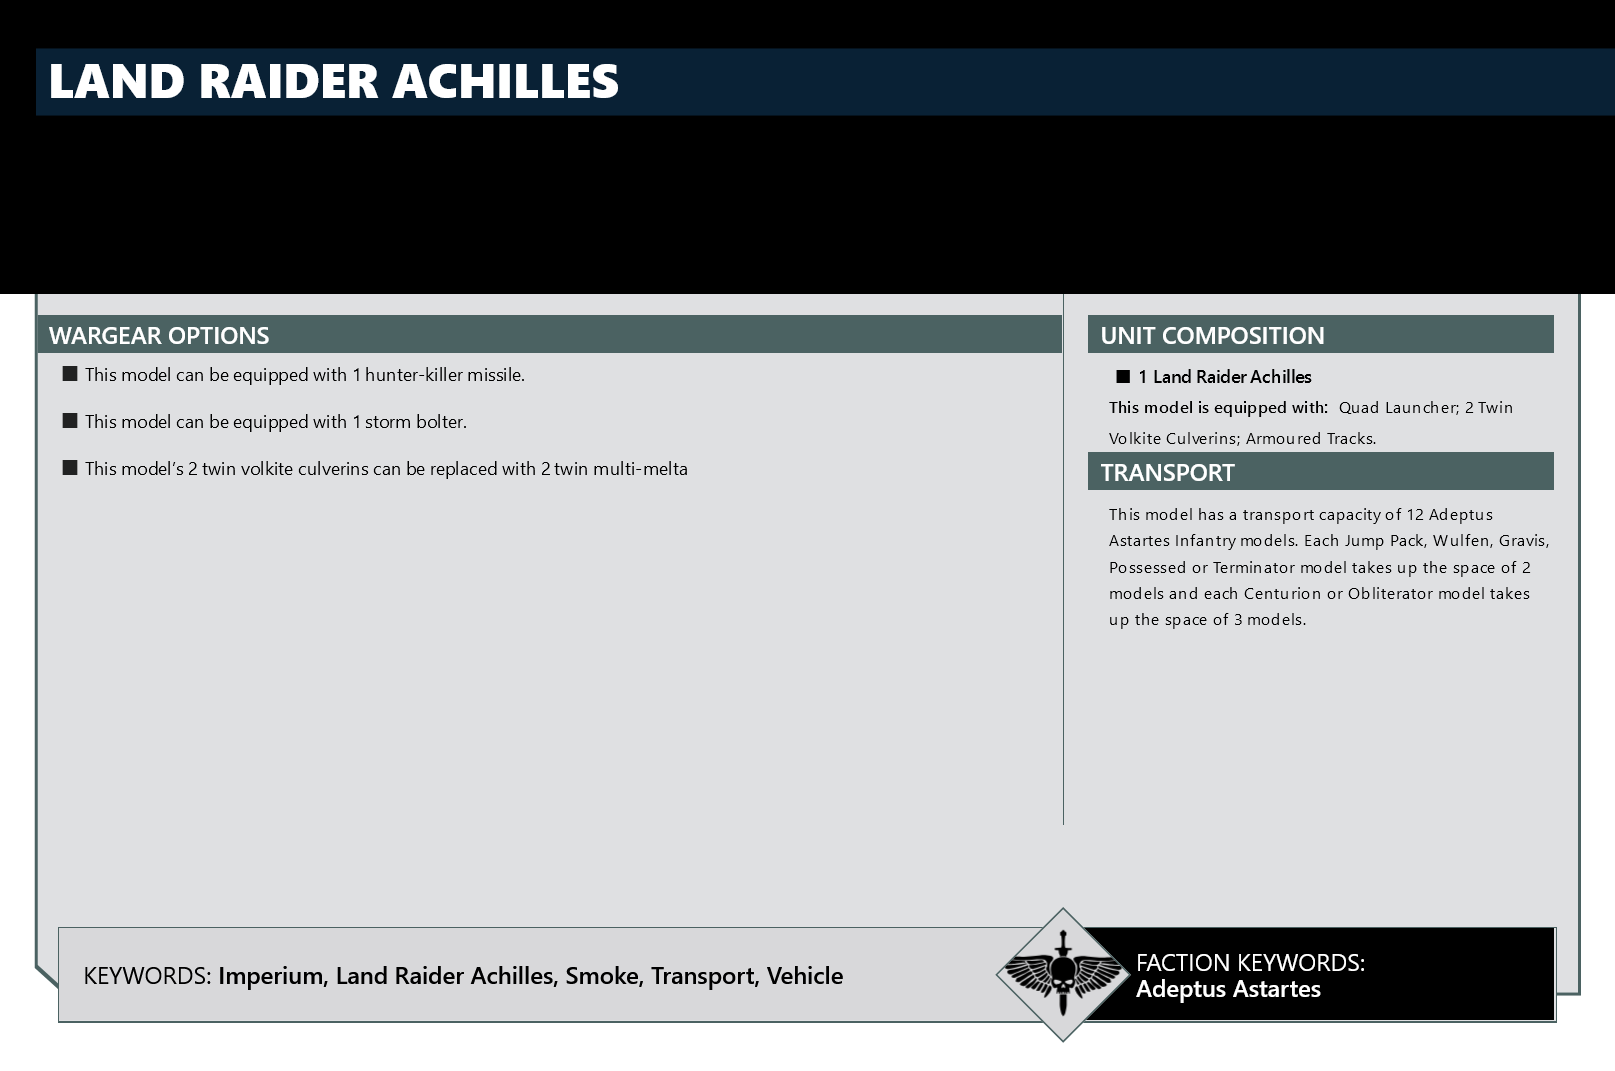 LAND RAIDER ACHILLES
WARGEAR OPTIONS
■ This model can be equipped with 1 hunter-killer missile.
■ This model can be equipped with 1 storm bolter.
■ This model’s 2 twin volkite culverins can be replaced with 2 twin multi-melta
UNIT COMPOSITION
■ 1 Land Raider Achilles
This model is equipped with: Quad Launcher; 2 Twin
Volkite Culverins; Armoured Tracks.
TRANSPORT
This model has a transport capacity of 12 Adeptus
Astartes Infantry models. Each Jump Pack, Wulfen, Gravis,
Possessed or Terminator model takes up the space of 2
models and each Centurion or Obliterator model takes
up the space of 3 models.
KEYWORDS: Imperium, Land Raider Achilles, Smoke, Transport, Vehicle
FACTION KEYWORDS:
Adeptus Astartes